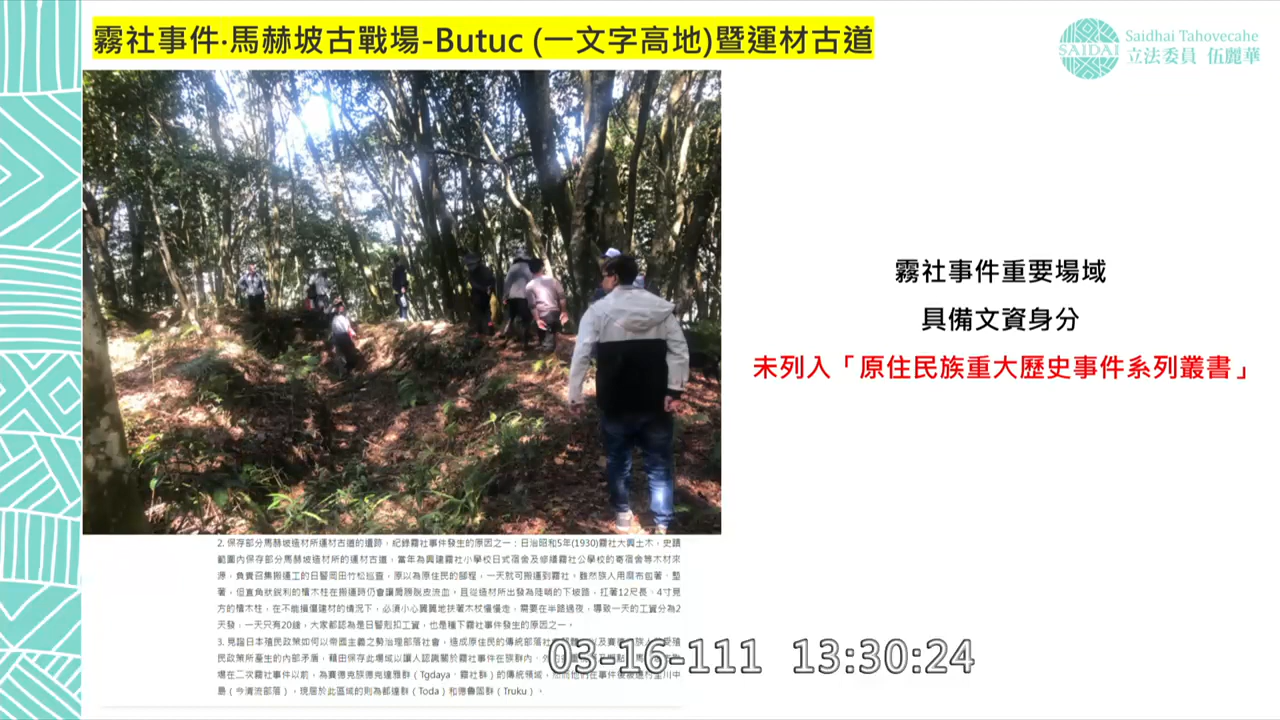 霧社事件‧馬赫坡古戰場-Butuc (一文字高地)暨運材古道
SAIDAI
Saidhai Tahovecahe
立法委員 伍麗華
霧社事件重要場域
具備文資身分
未列入「原住民族重大歷史事件系列叢書」
2. 保存部分馬赫坡造材所運材古道的遺跡，紀錄霧社事件發生的原因之一：日治昭和5年(1930)霧社大興土木，史蹟
範圍內保存部分馬赫坡造材所的運材古道，當年為興建霧社小學校日式宿舍及修繕霧社公學校的寄宿舍等木材來
源，負責召集搬運工的日警岡田竹松巡查，原以為原住民的腳程，一天就可搬運到霧社。雖然族人用麻布包著、墊
著，但直角狀銳利的檜木柱在搬運時仍會讓肩膀脫皮流血。且從造材所出發為陡峭的下坡路，扛著12尺長、4寸見
方的檜木柱，在不能損傷建材的情況下，必須小心翼翼地扶著木杖慢慢走，需要在半路過夜，導致一天的工資分為2
天發，一天只有20錢，大家都認為是日警剋扣工資，也是種下霧社事件發生的原因之一。
3. 見證日本殖民政策如何以帝國主義之勢治理部落社會，造成原住民的傳統部落社
民政策所產生的內部矛盾，藉由保存此場域以讓人認識關於霧社事件在族群內、外
場在二次霧社事件以前，為賽德克族德克達雅群（Tgdaya，霧社群）的傳統領域，
島（今清流部落），現居於此區域的則為都達群（Toda）和德魯固群（Truku）。
03-16-111 13:30:24